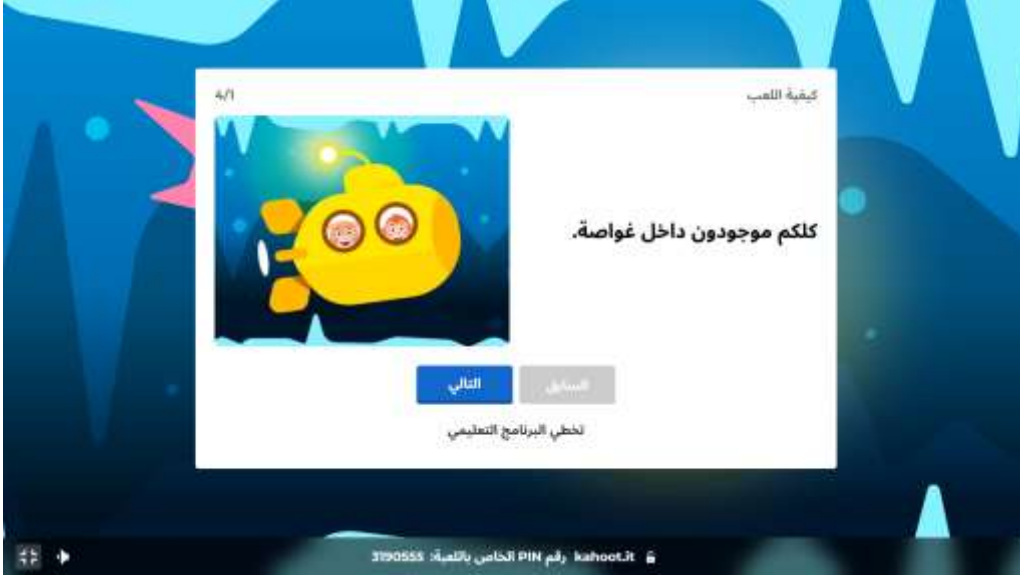 كيفية اللعب
4/1
كلكم موجودون داخل غواصة.
السابق
التالي
تخطي البرنامج التعليمي
kahoot.it رقم PIN الخاص باللعبة: 3190555